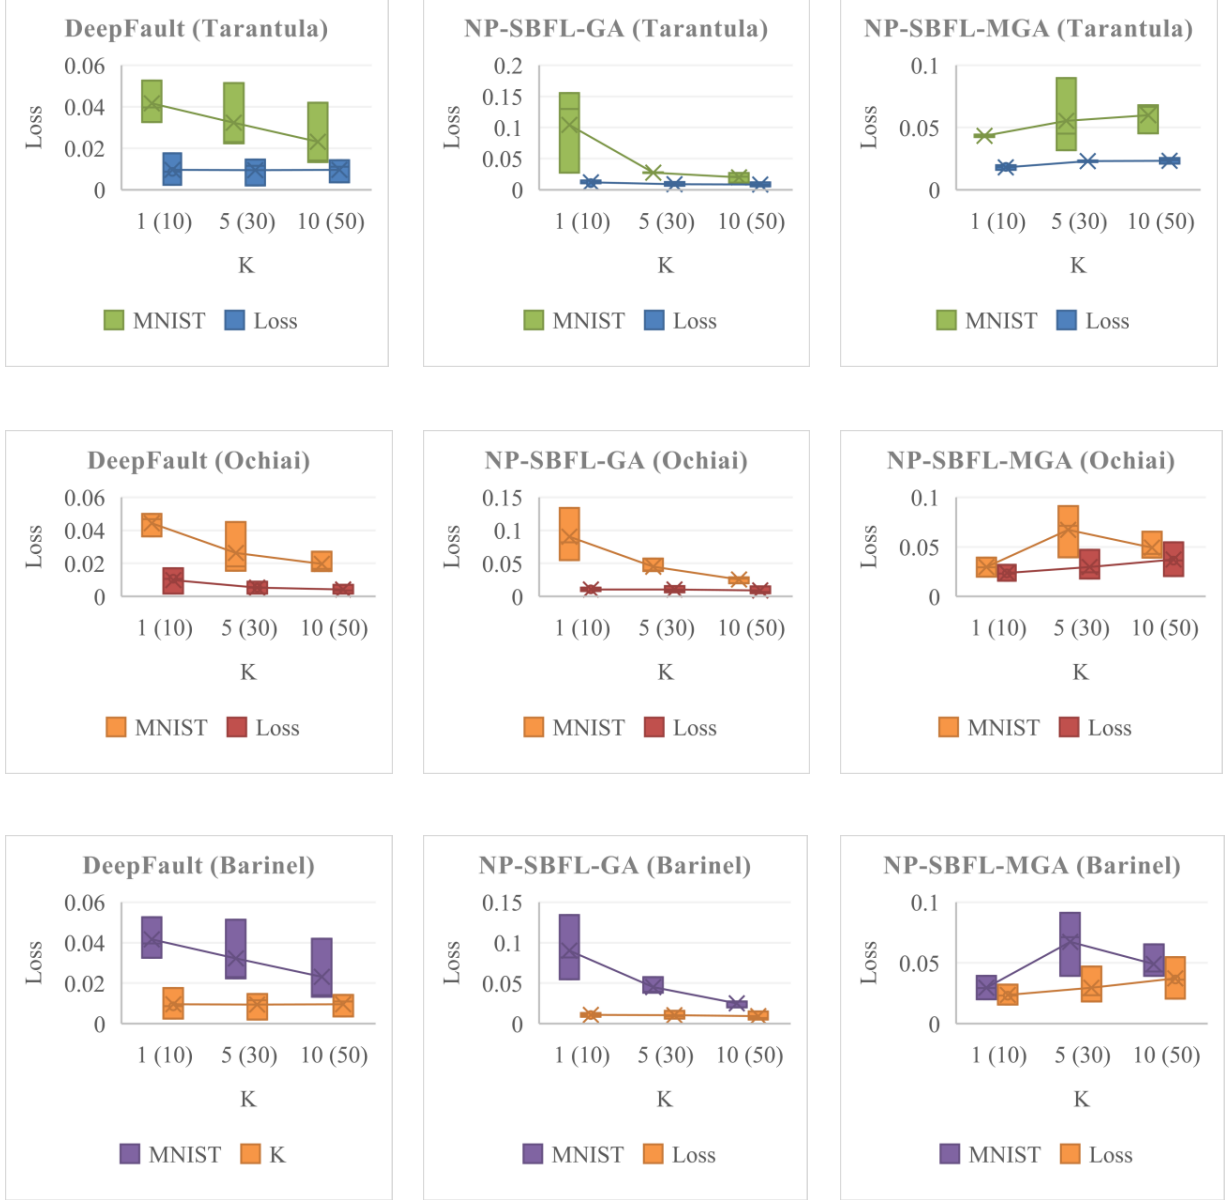 DeepFault (Tarantula)
0.06
0.04
0.02
0
Loss
1 (10) 5 (30) 10 (50)
K
MNIST Loss
NP-SBFL-GA (Tarantula)
0.2
0.15
0.1
0.05
0
Loss
1 (10) 5 (30) 10 (50)
K
MNIST Loss
NP-SBFL-MGA (Tarantula)
0.1
0.05
0
Loss
1 (10) 5 (30) 10 (50)
K
MNIST Loss
DeepFault (Ochiai)
0.06
0.04
0.02
0
Loss
1 (10) 5 (30) 10 (50)
K
MNIST Loss
NP-SBFL-GA (Ochiai)
0.15
0.1
0.05
0
Loss
1 (10) 5 (30) 10 (50)
K
MNIST Loss
NP-SBFL-MGA (Ochiai)
0.1
0.05
0
Loss
1 (10) 5 (30) 10 (50)
K
MNIST Loss
DeepFault (Barinel)
0.06
0.04
0.02
0
Loss
1 (10) 5 (30) 10 (50)
K
MNIST K
NP-SBFL-GA (Barinel)
0.15
0.1
0.05
0
Loss
1 (10) 5 (30) 10 (50)
K
MNIST Loss
NP-SBFL-MGA (Barinel)
0.1
0.05
0
Loss
1 (10) 5 (30) 10 (50)
K
MNIST Loss